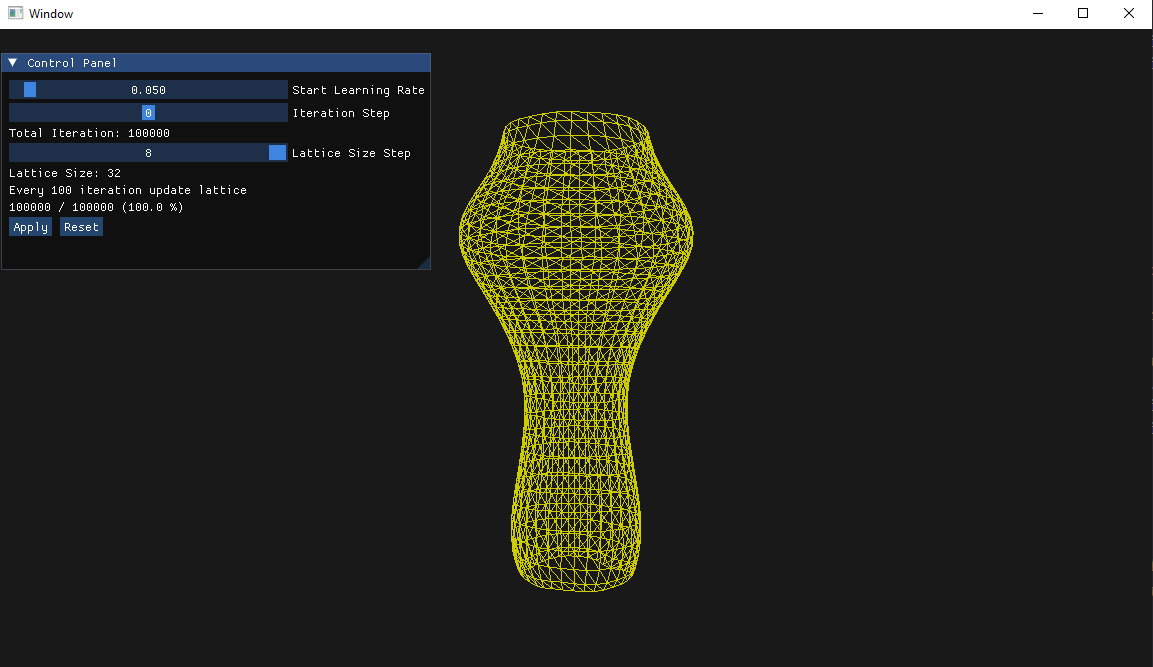 Window
Control Panel
0.050 Start Learning Rate
0 Iteration Step
Total Iteration: 100000
8 Lattice Size Step
Lattice Size: 32
Every 100 iteration update lattice
100000 / 100000 (100.0 %)
Apply Reset